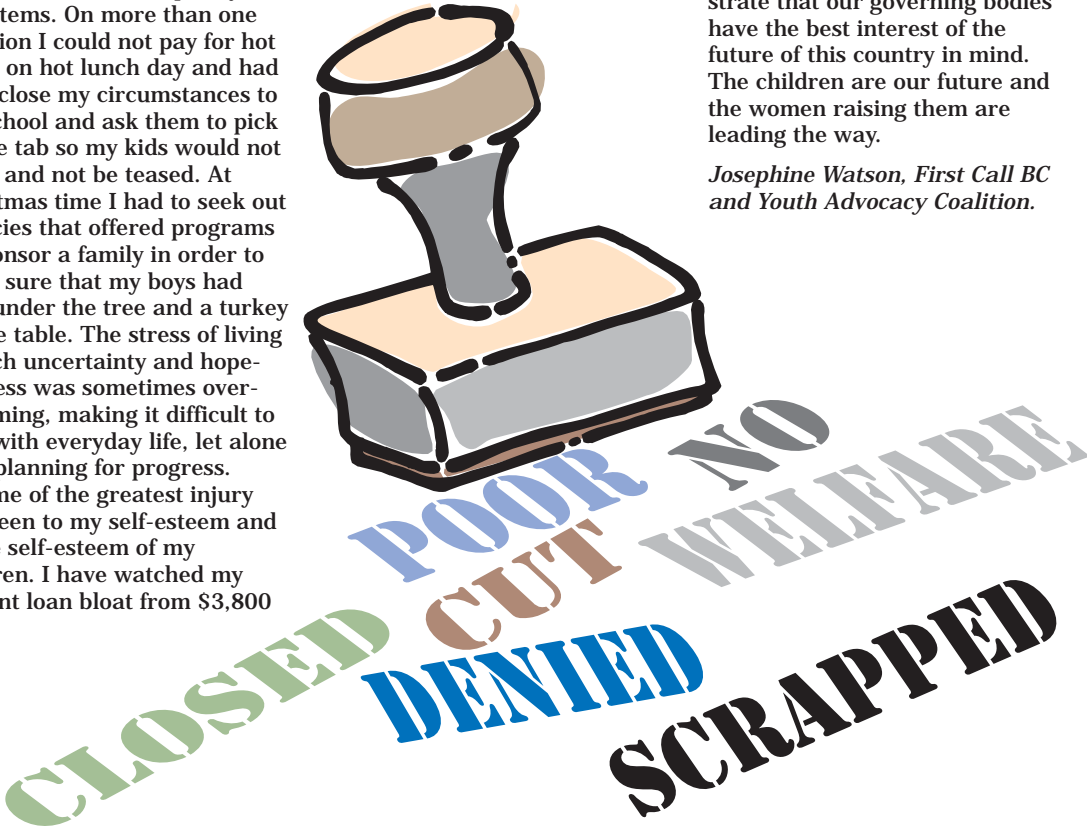 tems. On more than one
ion I could not pay for hot
on hot lunch day and had
close my circumstances to
chool and ask them to pick
e tab so my kids would not
and not be teased. At
tmas time I had to seek out
cies that offered programs
onsor a family in order to
sure that my boys had
under the tree and a turkey
e table. The stress of living
ch uncertainty and hope-
ess was sometimes over-
ming, making it difficult to
with everyday life, let alone
planning for progress.
me of the greatest injury
een to my self-esteem and
e self-esteem of my
ren. I have watched my
nt loan bloat from $3,800
strate that our governing bodies
have the best interest of the
future of this country in mind.
The children are our future and
the women raising them are
leading the way.
Josephine Watson, First Call BC
and Youth Advocacy Coalition.
POOR
NO
CUT
WELFARE
CLOSED
DENIED
SCRAPPED